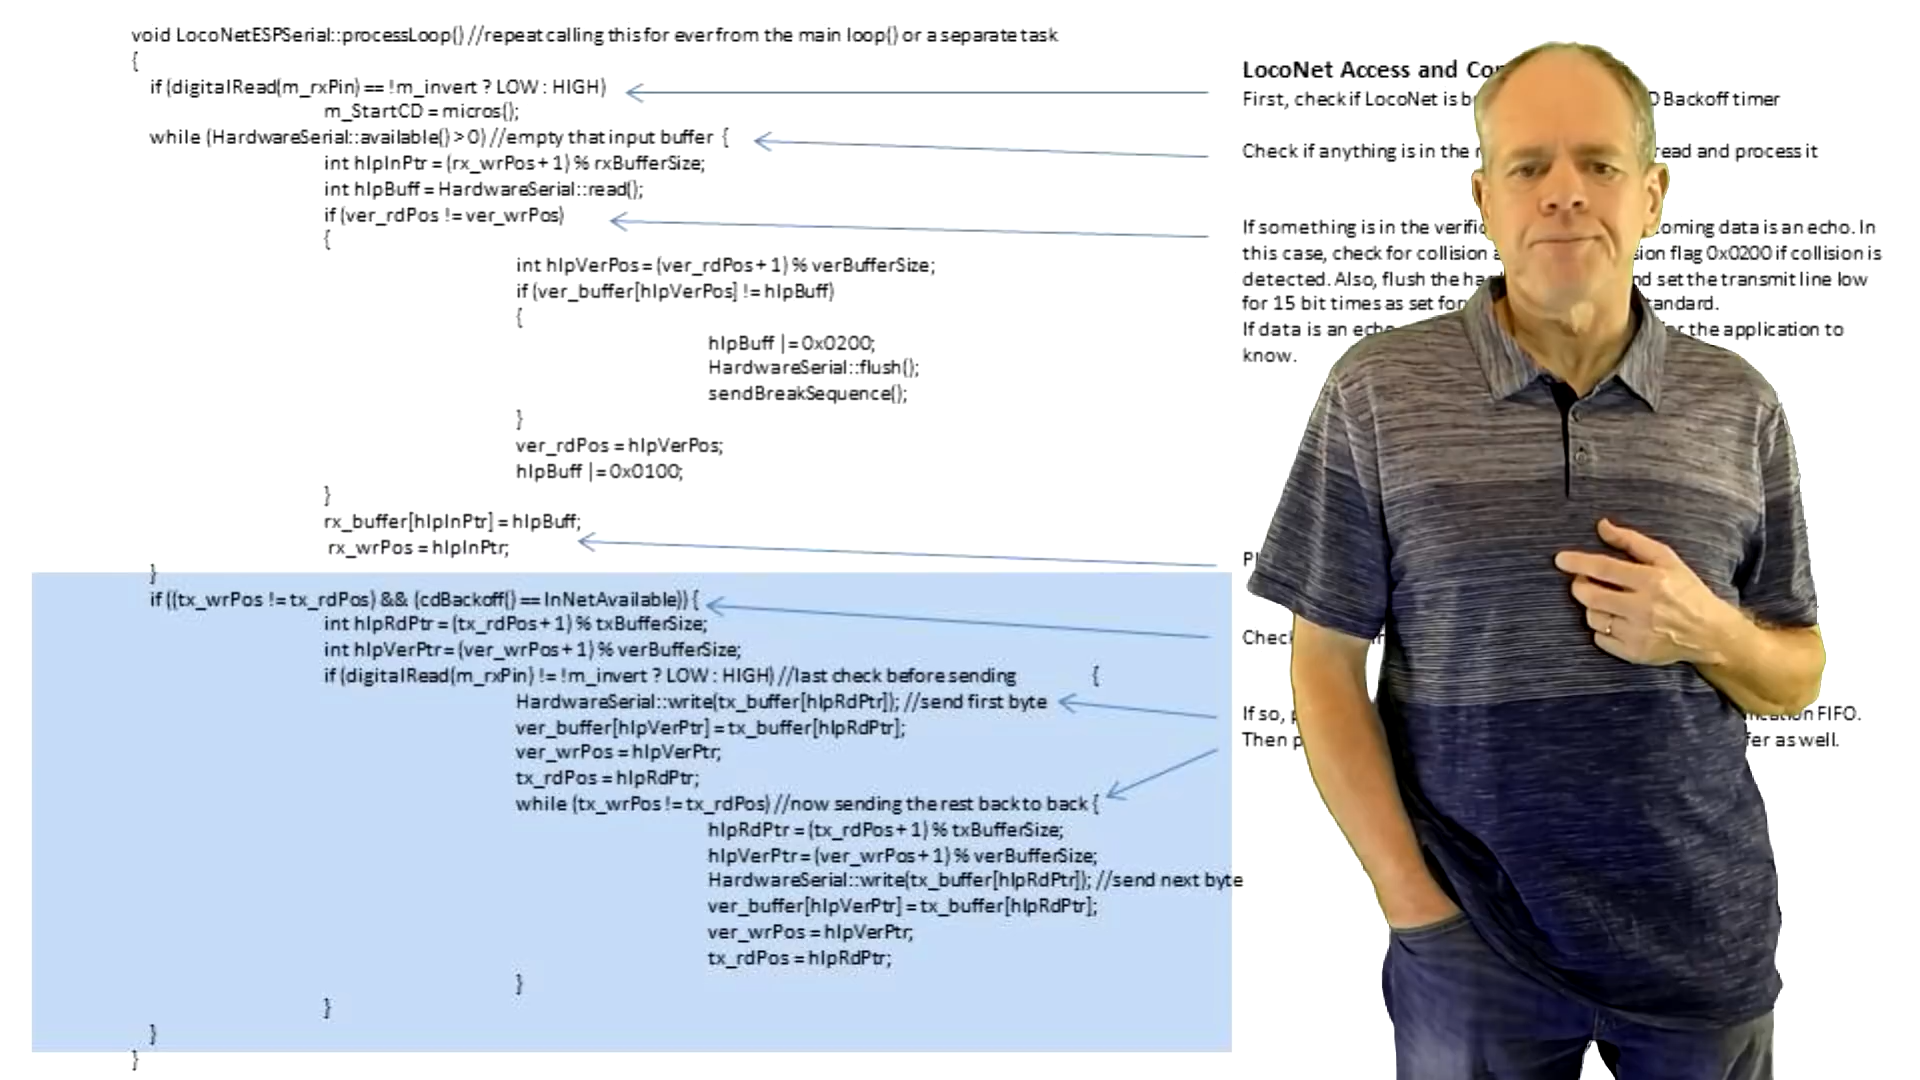 void LocoNetESPSerial::processLoop() //repeat calling this for ever from the main loop() or a separate task
{
if (digitalRead(m_rxPin) == !m_invert ? LOW : HIGH)
m_StartCD = micros();
while (HardwareSerial::available() > 0) //empty that input buffer {
int hlpInPtr = (rx_wrPos + 1) % rxBufferSize;
int hlpBuff = HardwareSerial::read();
if (ver_rdPos != ver_wrPos)
{
int hlpVerPos = (ver_rdPos + 1) % verBufferSize;
if (ver_buffer[hlpVerPos] != hlpBuff)
{
hlpBuff |= 0x0200;
HardwareSerial::flush();
sendBreakSequence();
}
ver_rdPos = hlpVerPos;
hlpBuff |= 0x0100;
}
rx_buffer[hlpInPtr] = hlpBuff;
rx_wrPos = hlpInPtr;
}
if ((tx_wrPos != tx_rdPos) && (cdBackoff() == lnNetAvailable)) {
int hlpRdPtr = (tx_rdPos + 1) % txBufferSize;
int hlpVerPtr = (ver_wrPos + 1) % verBufferSize;
if (digitalRead(m_rxPin) != !m_invert ? LOW : HIGH) //last check before sending {
HardwareSerial::write(tx_buffer[hlpRdPtr]); //send first byte
ver_buffer[hlpVerPtr] = tx_buffer[hlpRdPtr];
ver_wrPos = hlpVerPtr;
tx_rdPos = hlpRdPtr;
while (tx_wrPos != tx_rdPos) //now sending the rest back to back {
hlpRdPtr = (tx_rdPos + 1) % txBufferSize;
hlpVerPtr = (ver_wrPos + 1) % verBufferSize;
HardwareSerial::write(tx_buffer[hlpRdPtr]); //send next byte
ver_buffer[hlpVerPtr] = tx_buffer[hlpRdPtr];
ver_wrPos = hlpVerPtr;
tx_rdPos = hlpRdPtr;
}
}
}
}
LocoNet Access and
First, check if LocoNet is Backoff timer
Check if anything is in the read and process it
If something is in the data is an echo. In
this case, check for collision flag 0x0200 if collision is
detected. Also, flush the set the transmit line low
for 15 bit times as set
If data is an the application to
know.
If so, FIFO.
Then as well.